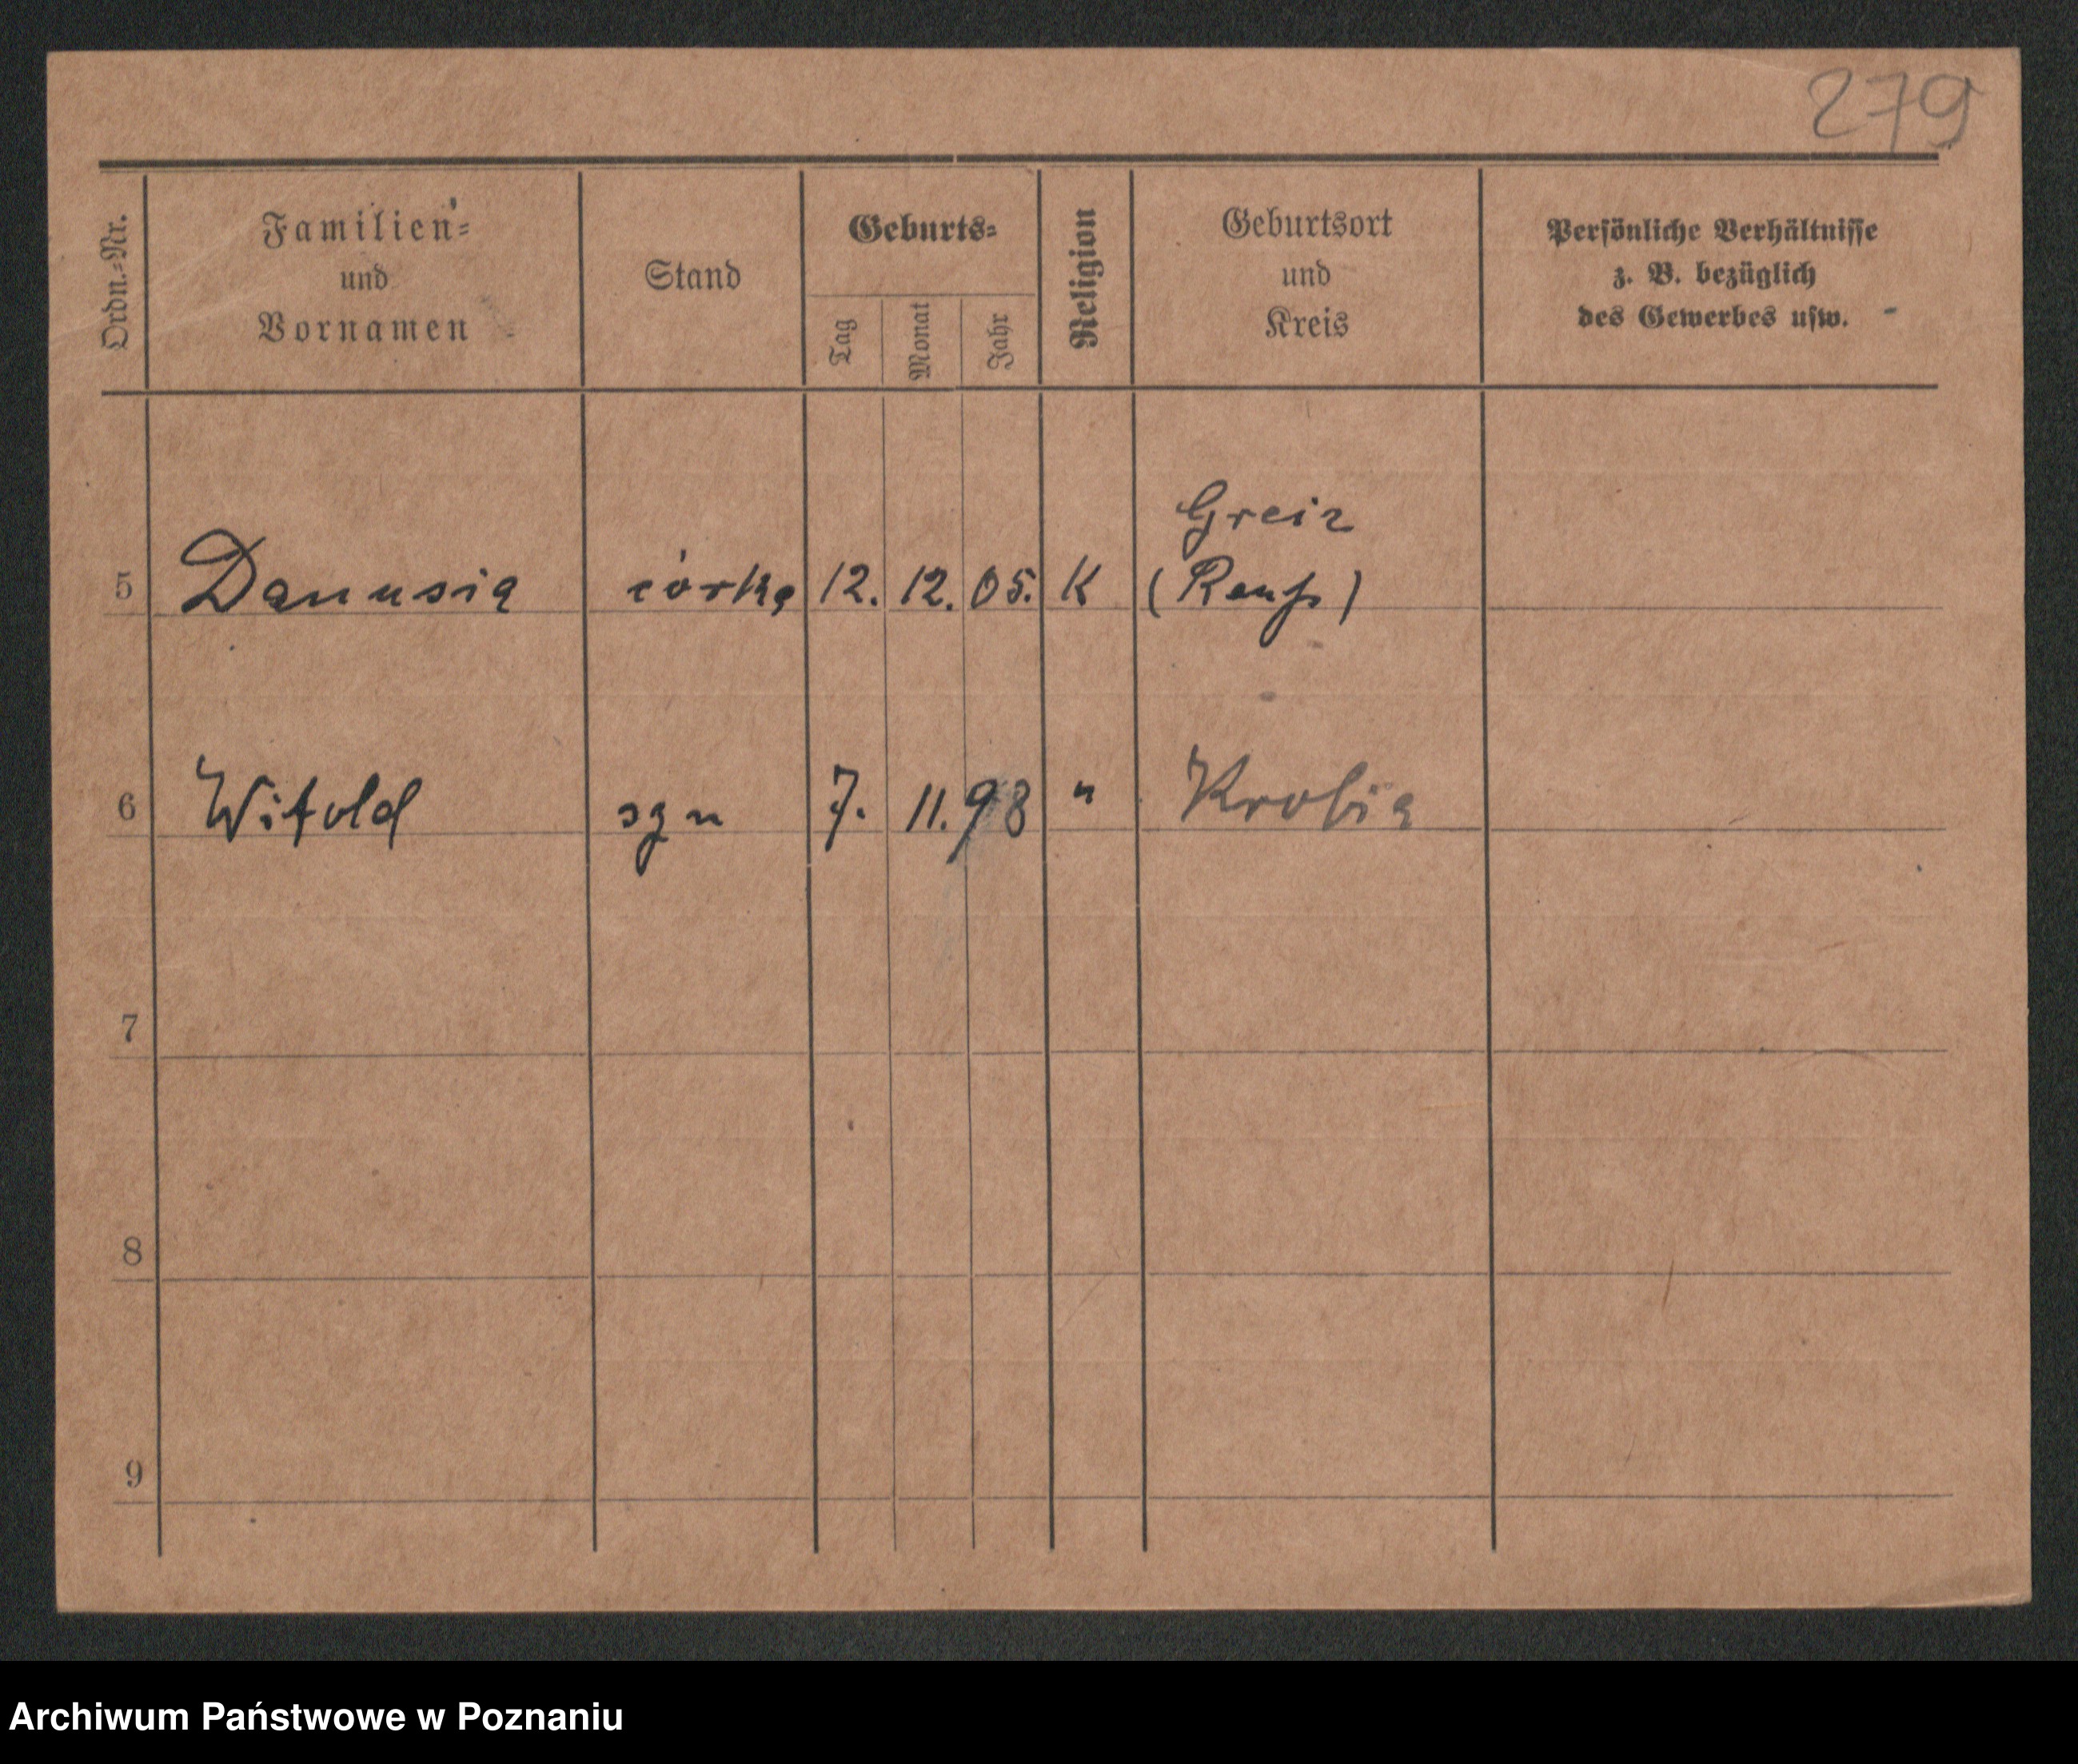 279
Ordn.-Nr.
Familien-
und
Vornamen
Stand
Geburts-
Tag
Monat
Jahr
Religion
Geburtsort
und
Kreis
Persönliche Verhältnisse
z. B. bezüglich
des Gewerbes usw.
Greiz
5 Danusia córka 12. 12. 05. K (Reuß)
6 Witold syn 7. 11. 98 " Krobia
7
8
9
Archiwum Państwowe w Poznaniu